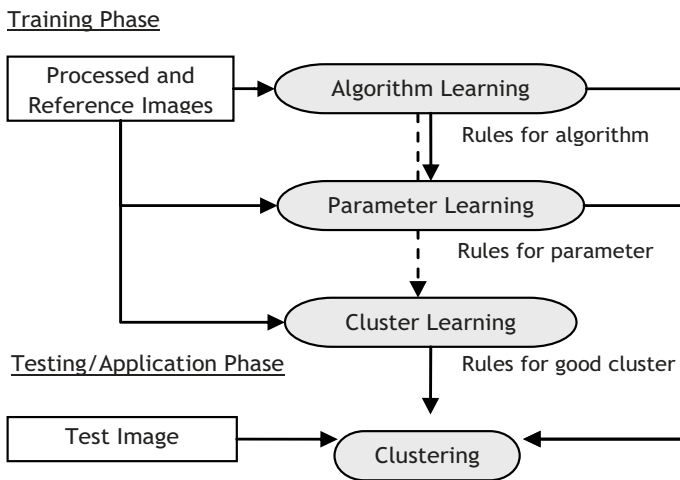 Training Phase
Processed and
Reference Images
Algorithm Learning
Rules for algorithm
Parameter Learning
Rules for parameter
Cluster Learning
Testing/Application Phase
Rules for good cluster
Test Image
Clustering